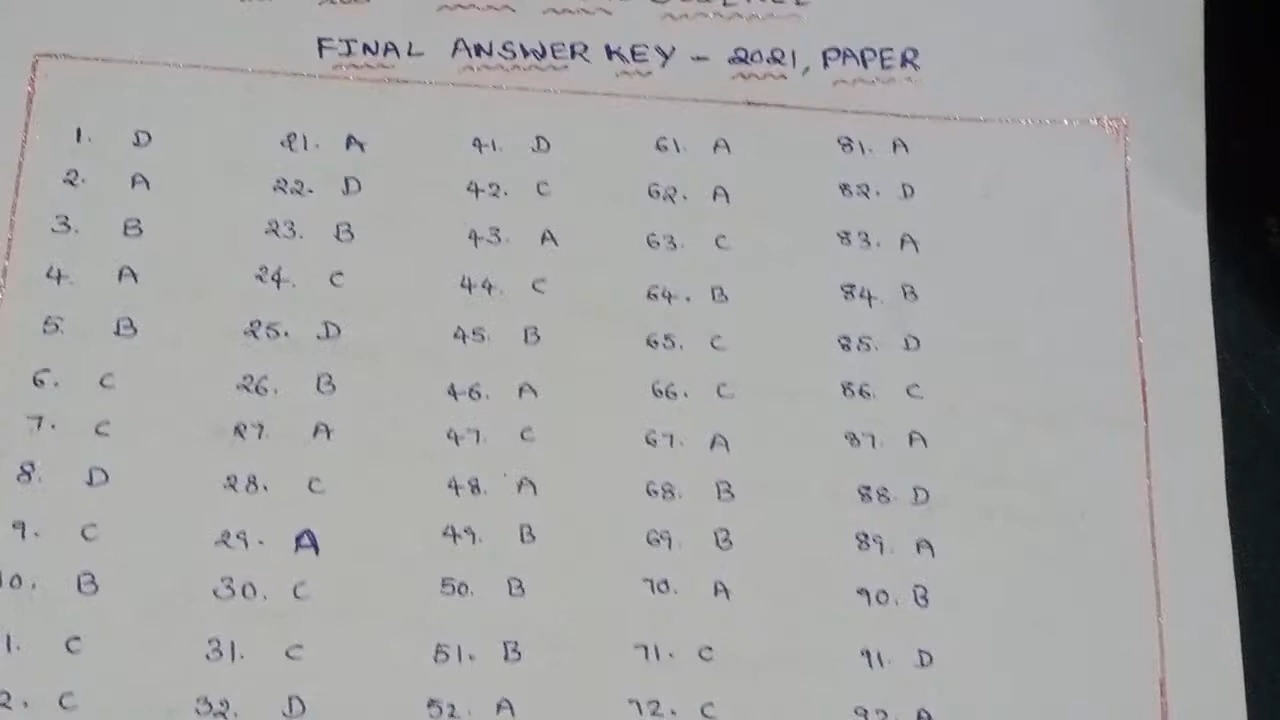 FINAL ANSWER KEY - 2021, PAPER
1. D 21. A 41. D 61. A 81. A
2. A 22. D 42. C 62. A 82. D
3. B 23. B 43. A 63. C 83. A
4. A 24. C 44. C 64. B 84. B
5. B 25. D 45. B 65. C 85. D
6. C 26. B 46. A 66. C 86. C
7. C 27. A 47. C 67. A 87. A
8. D 28. C 48. A 68. B 88. D
9. C 29. A 49. B 69. B 89. A
0. B 30. C 50. B 70. A 90. B
1. C 31. C 51. B 71. C 91. D
2. C 32. D 52. A 72. C